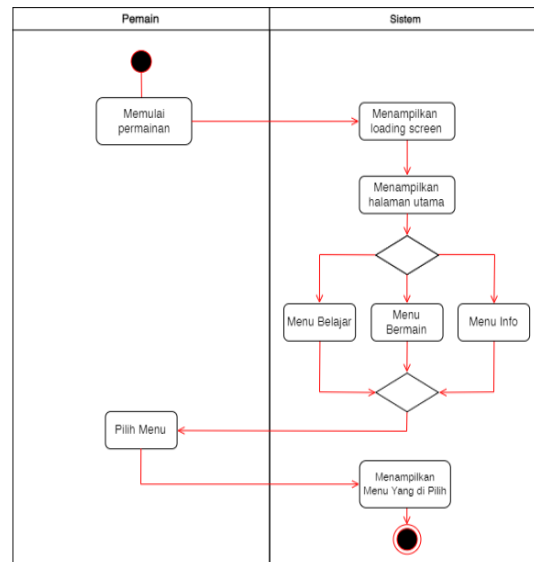 Pemain
Sistem
Memulai
permainan
Menampilkan
loading screen
Menampilkan
halaman utama
Menu Belajar
Menu
Bermain
Menu Info
Pilih Menu
Menampilkan
Menu Yang di Pilih